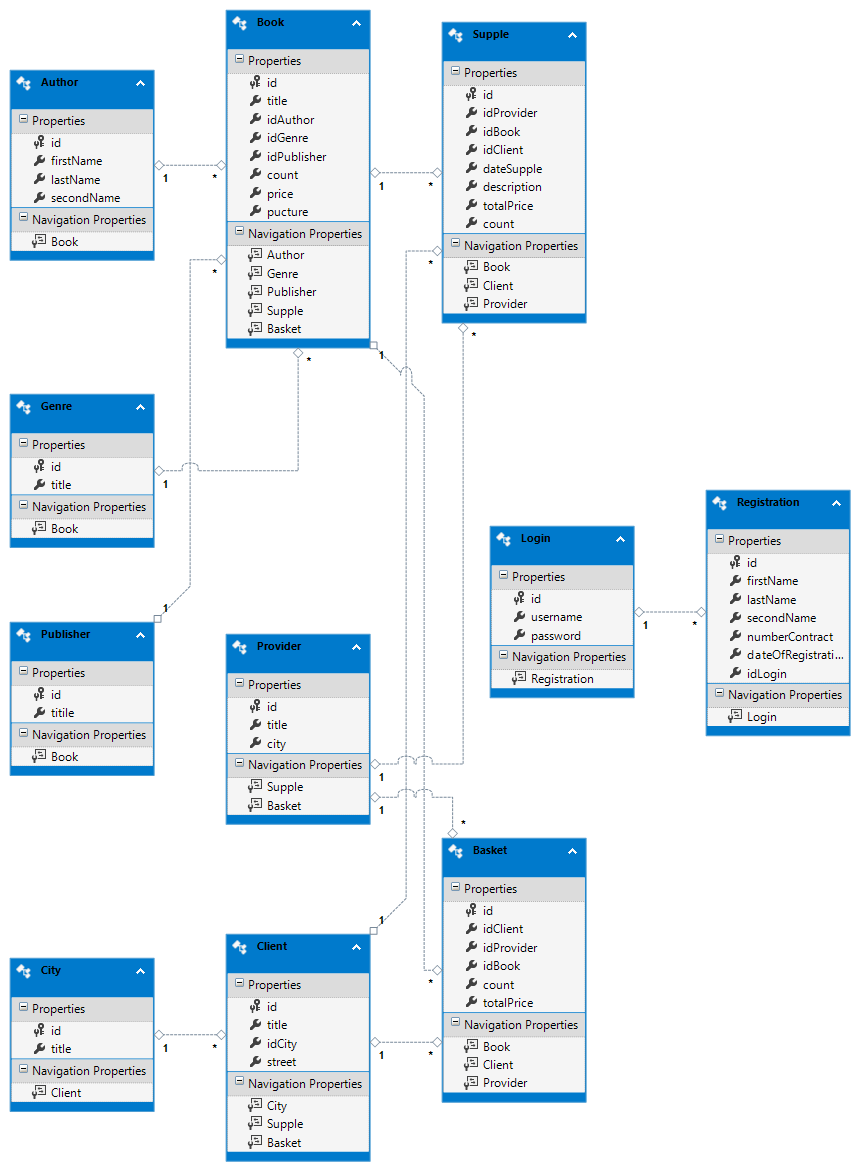 Book
Properties
id
title
idAuthor
idGenre
idPublisher
count
price
pucture
Navigation Properties
Author
Genre
Publisher
Supple
Basket
Supple
Properties
id
idProvider
idBook
idClient
dateSupple
description
totalPrice
count
Navigation Properties
Book
Client
Provider
Author
Properties
id
firstName
lastName
secondName
Navigation Properties
Book
1
*
1
*
*
*
1
*
*
Genre
Properties
id
title
Navigation Properties
Book
1
Registration
Properties
id
firstName
lastName
secondName
numberContract
dateOfRegistrati...
idLogin
Navigation Properties
Login
Login
Properties
id
username
password
Navigation Properties
Registration
1
*
1
Publisher
Properties
id
titile
Navigation Properties
Book
Provider
Properties
id
title
city
Navigation Properties
Supple
Basket
1
1
*
Basket
Properties
id
idClient
idProvider
idBook
count
totalPrice
Navigation Properties
Book
Client
Provider
1
*
Client
Properties
id
title
idCity
street
Navigation Properties
City
Supple
Basket
1
*
City
Properties
id
title
Navigation Properties
Client
1
*